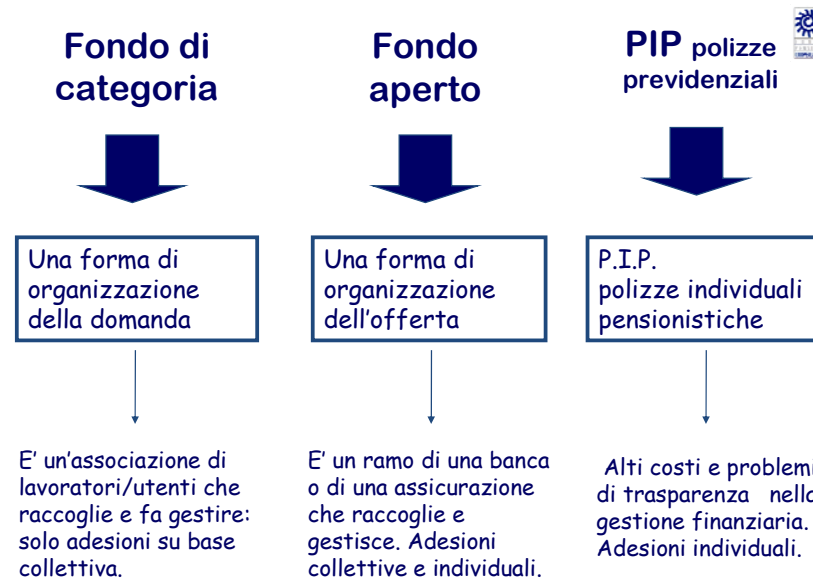 Fondo di
categoria
Fondo
aperto
PIP polizze
previdenziali
Una forma di
organizzazione
della domanda
Una forma di
organizzazione
dell'offerta
P.I.P.
polizze individuali
pensionistiche
E' un'associazione di
lavoratori/utenti che
raccoglie e fa gestire:
solo adesioni su base
collettiva.
E' un ramo di una banca
o di una assicurazione
che raccoglie e
gestisce. Adesioni
collettive e individuali.
Alti costi e problemi
di trasparenza nella
gestione finanziaria.
Adesioni individuali.